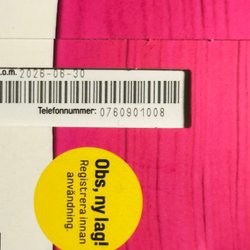 .o.m. 2026-06-30
Telefonnummer: 0760901008
Obs, ny lag!
Registrera innan
användning.